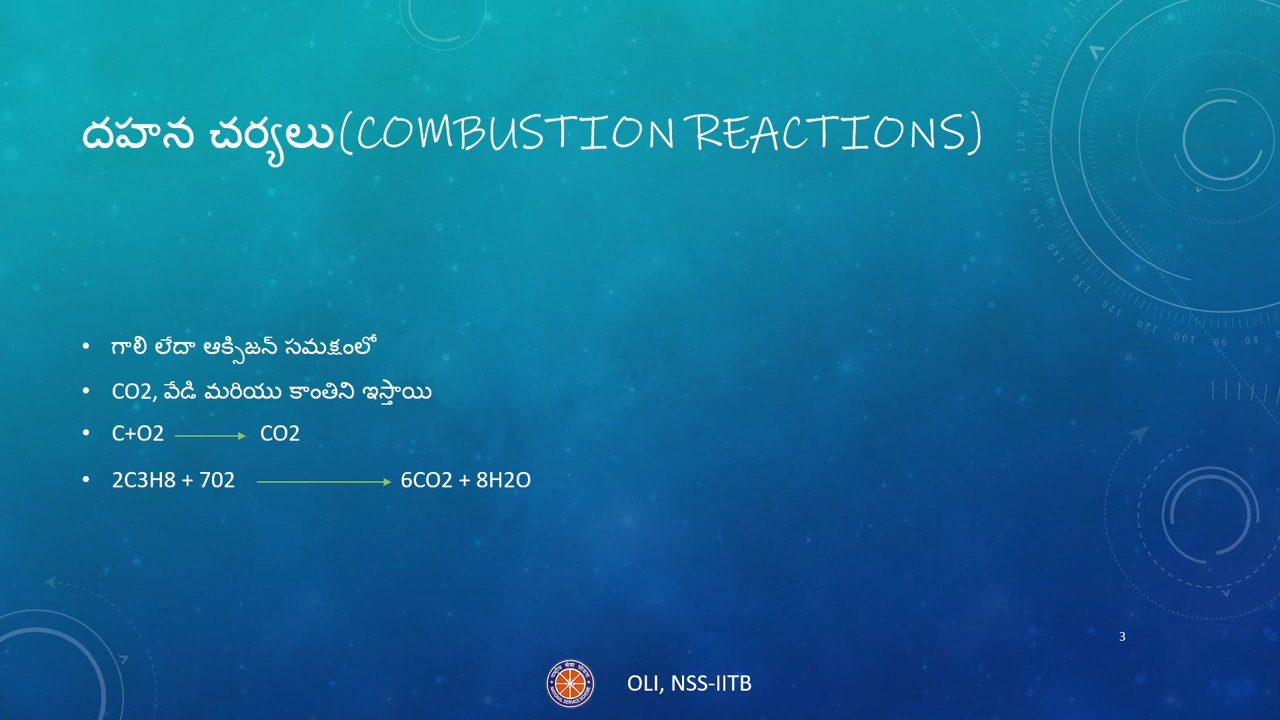 దహన చర్యలు(COMBUSTION REACTIONS)
• గాలి లేదా ఆక్సిజన్ సమక్షంలో
• CO2, వేడి మరియు కాంతిని ఇస్తాయి
• C+O2 → CO2
• 2C3H8 + 702 → 6CO2 + 8H2O
3
OLI, NSS-IITB